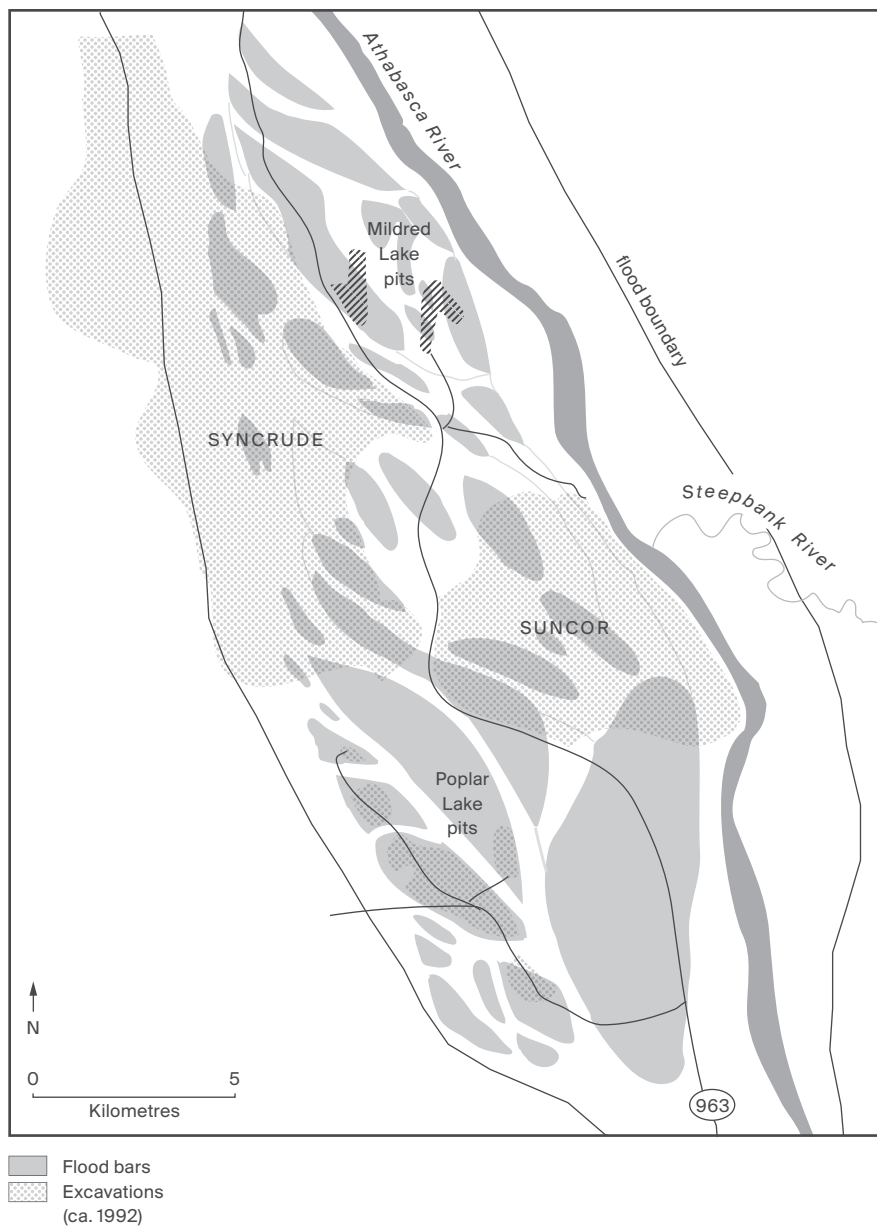 Athabasca River
Mildred
Lake
pits
flood boundary
SYNCRUDE
Steepbank River
SUNCOR
Poplar
Lake
pits
N
0 5
Kilometres
963
Flood bars
Excavations
(ca. 1992)